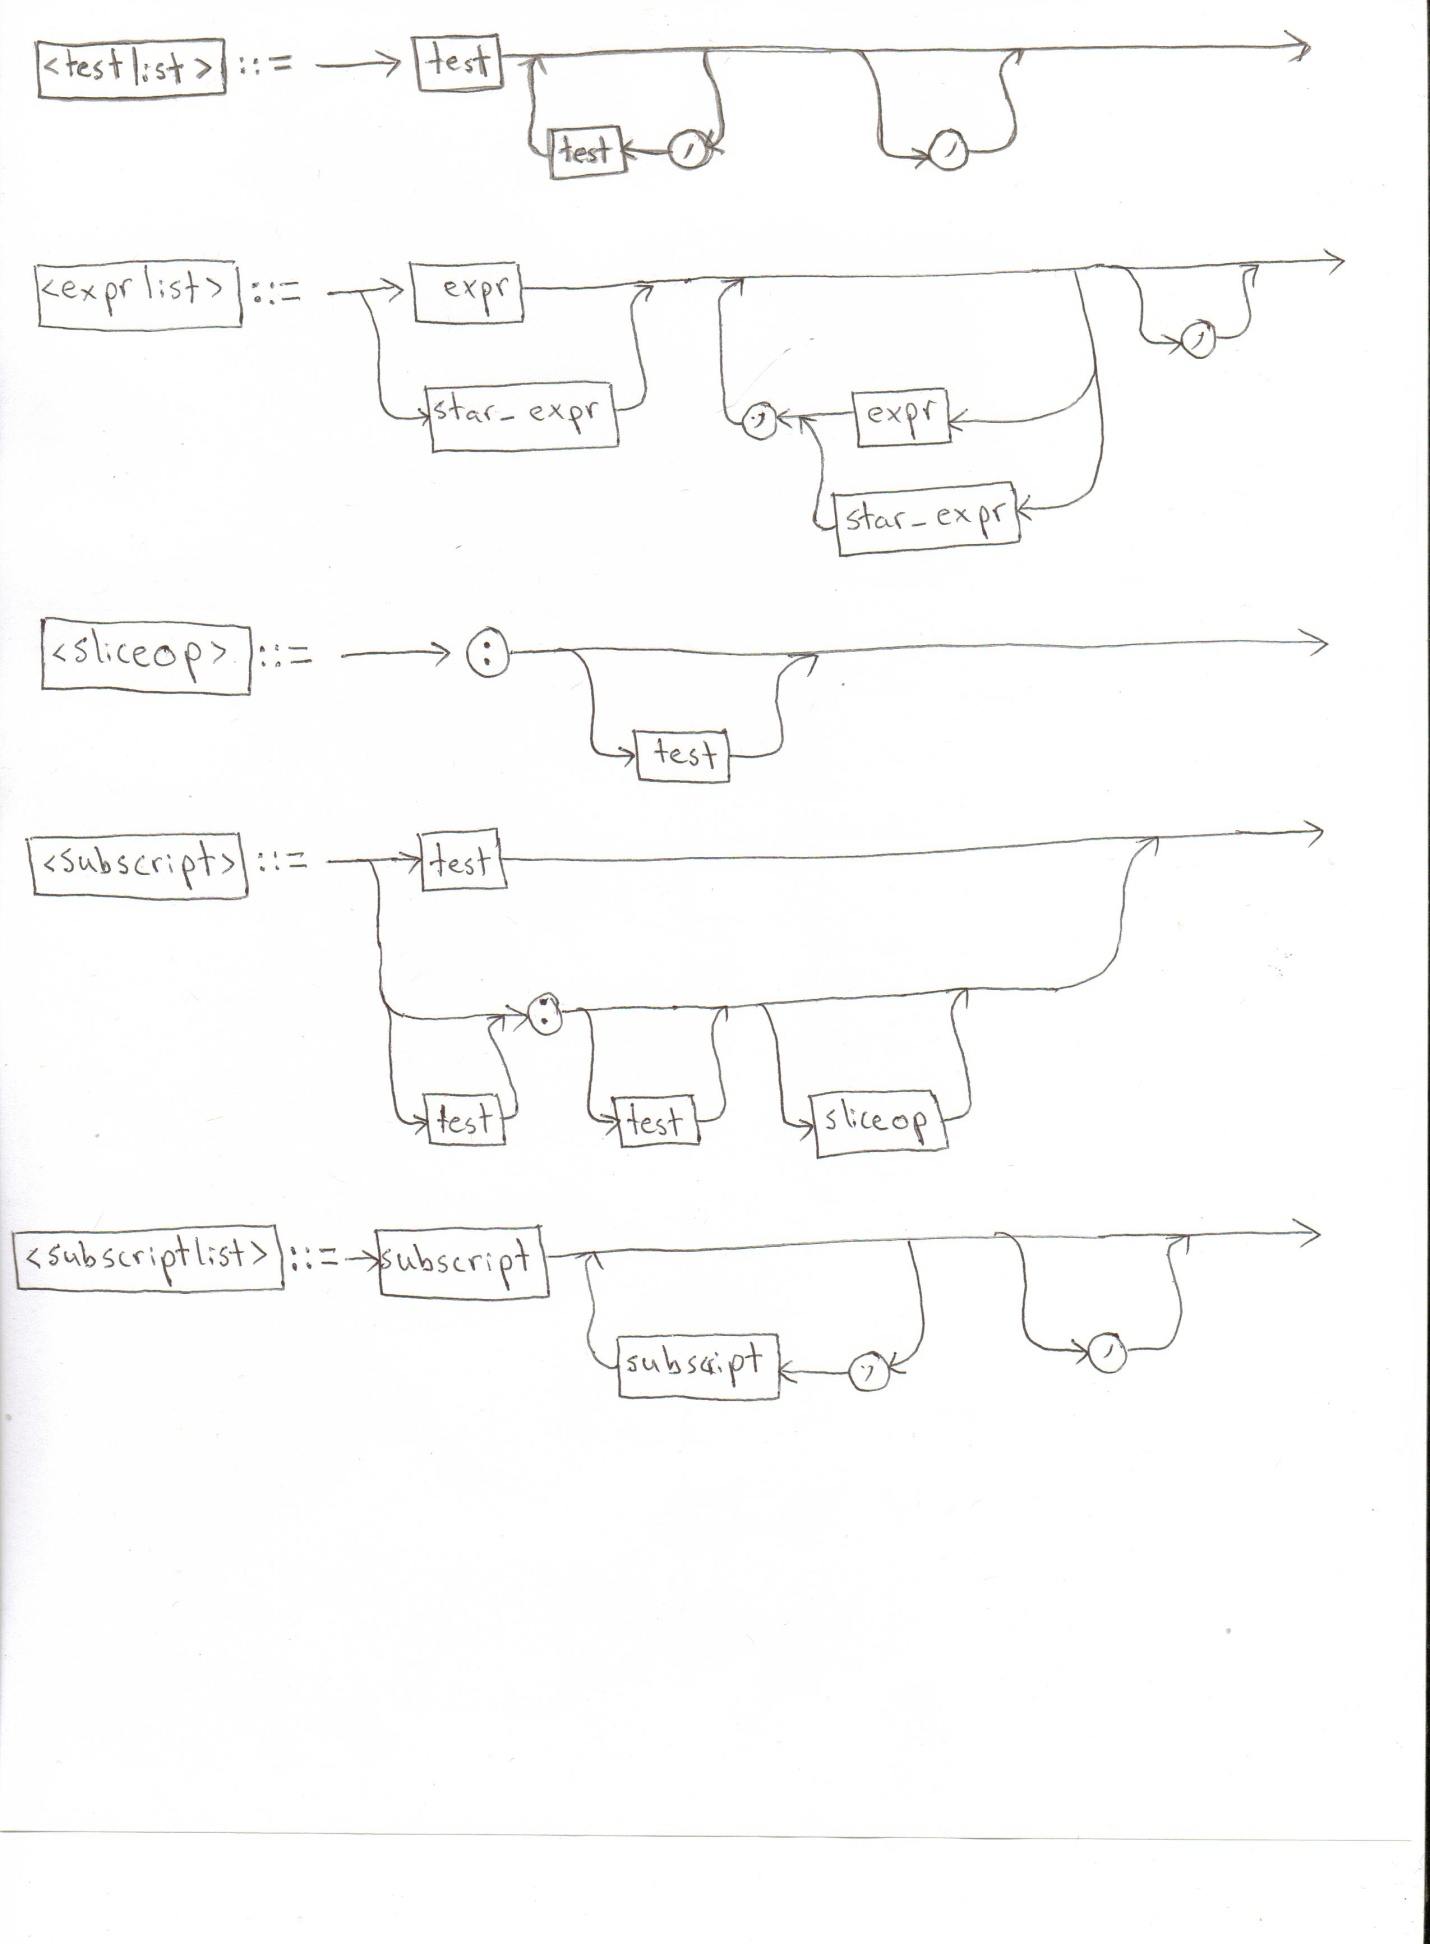 <testlist> ::= test
test , ,
<exprlist> ::= expr
,
star_expr , expr
star_expr
<sliceop> ::= :
test
<subscript> ::= test
:
test test sliceop
<subscriptlist> ::= subscript
subscript , ,